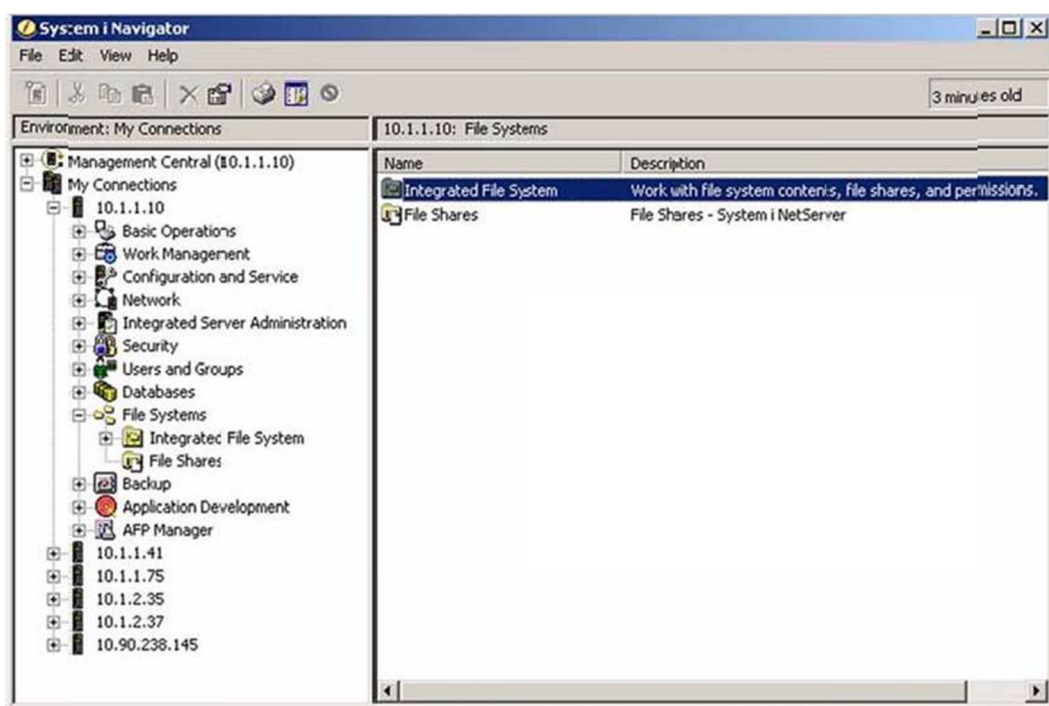 System i Navigator
File Edit View Help
3 minutes old
Environment: My Connections
10.1.1.10: File Systems
Management Central (10.1.1.10)
My Connections
10.1.1.10
Basic Operations
Work Management
Configuration and Service
Network
Integrated Server Administration
Security
Users and Groups
Databases
File Systems
Integrated File System
File Shares
Backup
Application Development
AFP Manager
10.1.1.41
10.1.1.75
10.1.2.35
10.1.2.37
10.90.238.145
Name Description
Integrated File System Work with file system contents, file shares, and permissions.
File Shares File Shares - System i NetServer